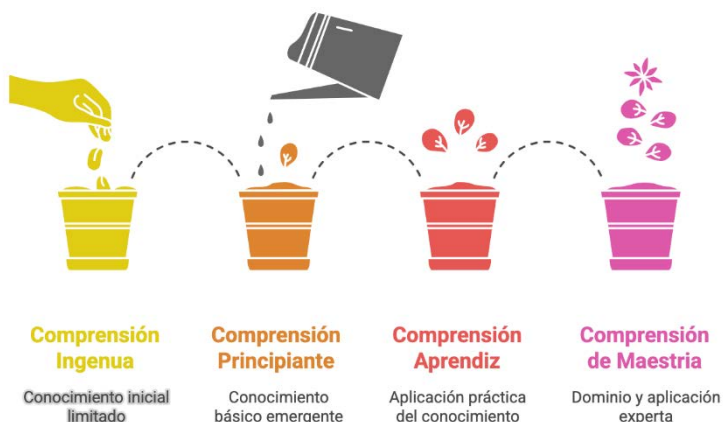 Comprensión
Ingenua
Conocimiento inicial
limitado
Comprensión
Principiante
Conocimiento
básico emergente
Comprensión
Aprendiz
Aplicación práctica
del conocimiento
Comprensión
de Maestria
Dominio y aplicación
experta